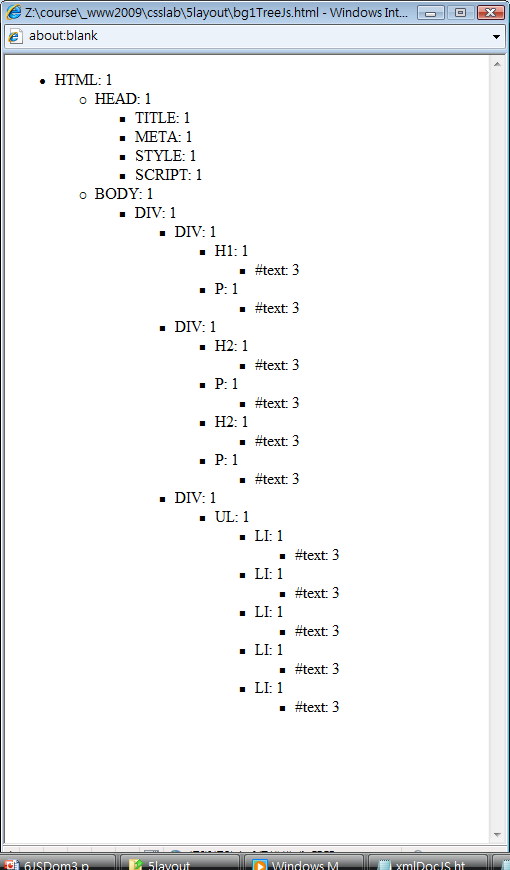 Z:\course\_www2009\csslab\5layout\bg1TreeJs.html - Windows Int...
about:blank
HTML: 1
HEAD: 1
TITLE: 1
META: 1
STYLE: 1
SCRIPT: 1
BODY: 1
DIV: 1
DIV: 1
H1: 1
#text: 3
P: 1
#text: 3
DIV: 1
H2: 1
#text: 3
P: 1
#text: 3
H2: 1
#text: 3
P: 1
#text: 3
DIV: 1
UL: 1
LI: 1
#text: 3
LI: 1
#text: 3
LI: 1
#text: 3
LI: 1
#text: 3
LI: 1
#text: 3
6JSDom3.p 5layout Windows M xmlDocJS.ht